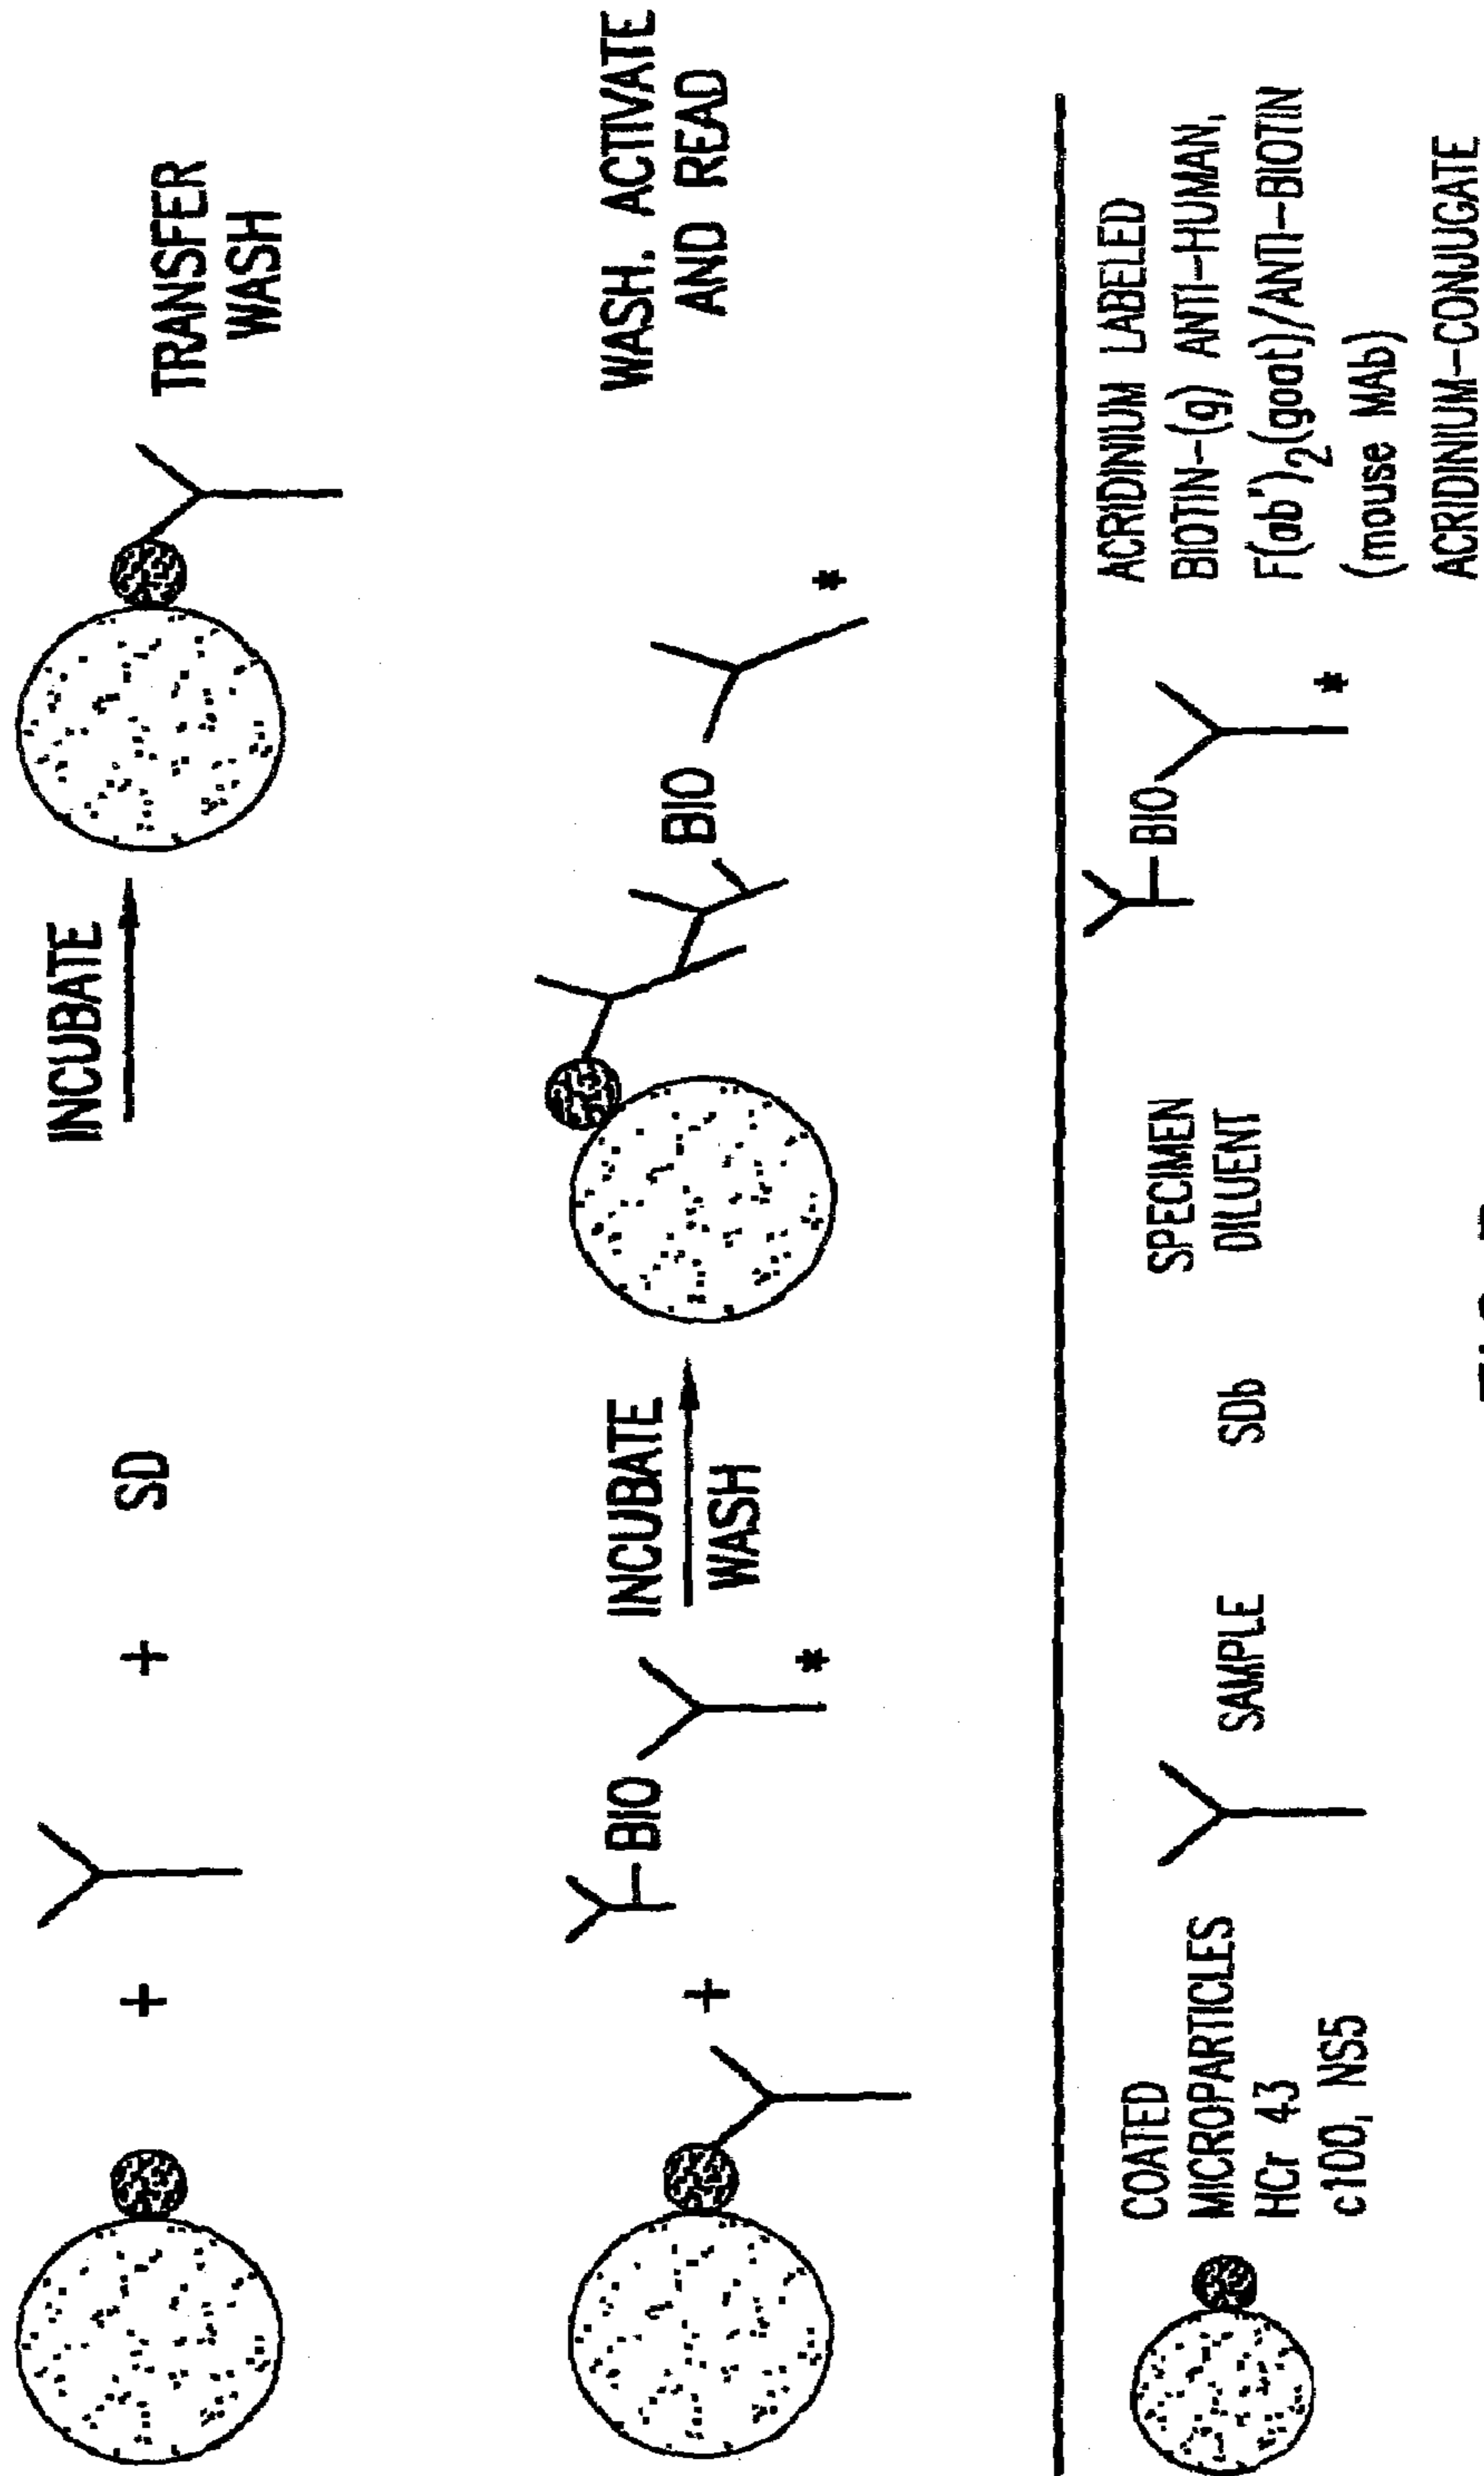 SD
INCUBATE
TRANSFER
WASH
BIO
*
INCUBATE
WASH
BIO
*
WASH. ACTIVATE
AND READ
COATED
MICROPARTICLES
HCr 43
c100, NS5
SAMPLE
SDb
SPECIMEN
DILUENT
BIO
*
ACRIDINIUM LABELED
BIOTIN-(g) ANTI-HUMAN,
F(ab')2(goat)/ANTI-BIOTIN
(mouse MAb)
ACRIDINIUM-CONJUGATE